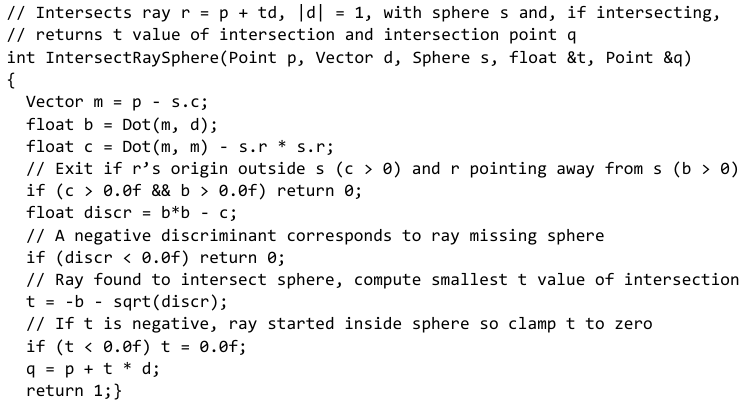 // Intersects ray r = p + td, |d| = 1, with sphere s and, if intersecting,
// returns t value of intersection and intersection point q
int IntersectRaySphere(Point p, Vector d, Sphere s, float &t, Point &q)
{
  Vector m = p - s.c;
  float b = Dot(m, d);
  float c = Dot(m, m) - s.r * s.r;
  // Exit if r’s origin outside s (c > 0) and r pointing away from s (b > 0)
  if (c > 0.0f && b > 0.0f) return 0;
  float discr = b*b - c;
  // A negative discriminant corresponds to ray missing sphere
  if (discr < 0.0f) return 0;
  // Ray found to intersect sphere, compute smallest t value of intersection
  t = -b - sqrt(discr);
  // If t is negative, ray started inside sphere so clamp t to zero
  if (t < 0.0f) t = 0.0f;
  q = p + t * d;
  return 1;}